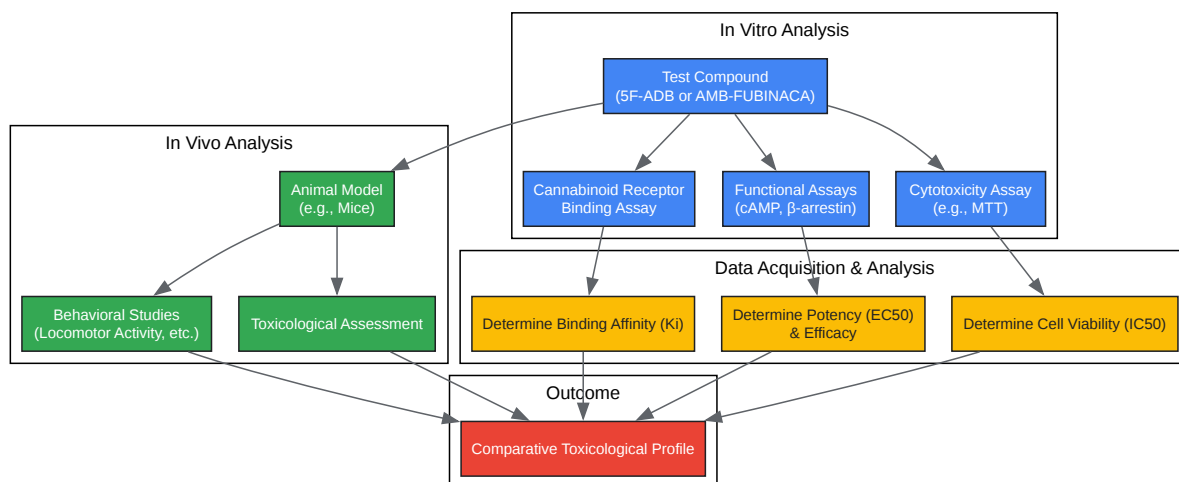 In Vitro Analysis
Test Compound
(5F-ADB or AMB-FUBINACA)
In Vivo Analysis
Animal Model
(e.g., Mice)
Cannabinoid Receptor
Binding Assay
Functional Assays
(cAMP, β-arrestin)
Cytotoxicity Assay
(e.g., MTT)
Data Acquisition & Analysis
Behavioral Studies
(Locomotor Activity, etc.)
Toxicological Assessment
Determine Binding Affinity (Ki)
Determine Potency (EC50)
& Efficacy
Determine Cell Viability (IC50)
Outcome
Comparative Toxicological Profile